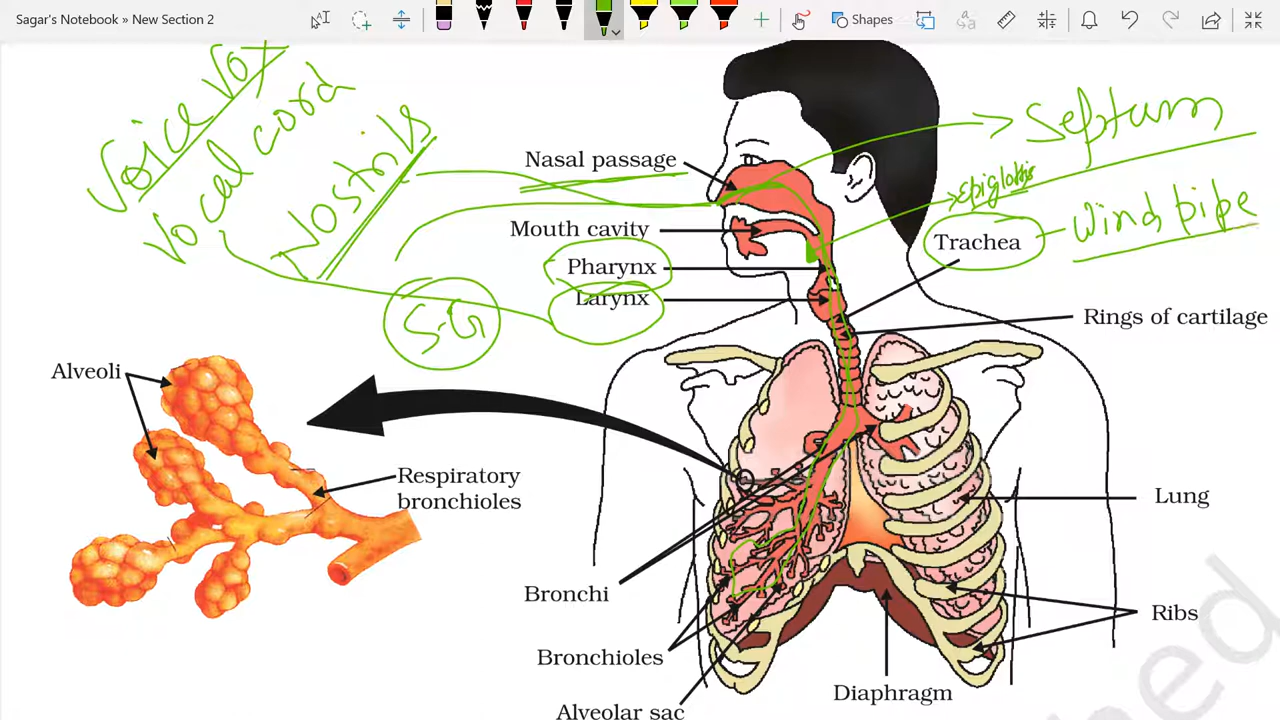 Sagar's Notebook » New Section 2
Shapes
Voice Vox
Vocal cord
Nostrils
Septum
Nasal passage
epiglottis
Wind pipe
Mouth cavity
Trachea
Pharynx
Larynx
S-G
Rings of cartilage
Alveoli
Respiratory
bronchioles
Lung
Bronchi
Ribs
Bronchioles
Diaphragm
Alveolar sac